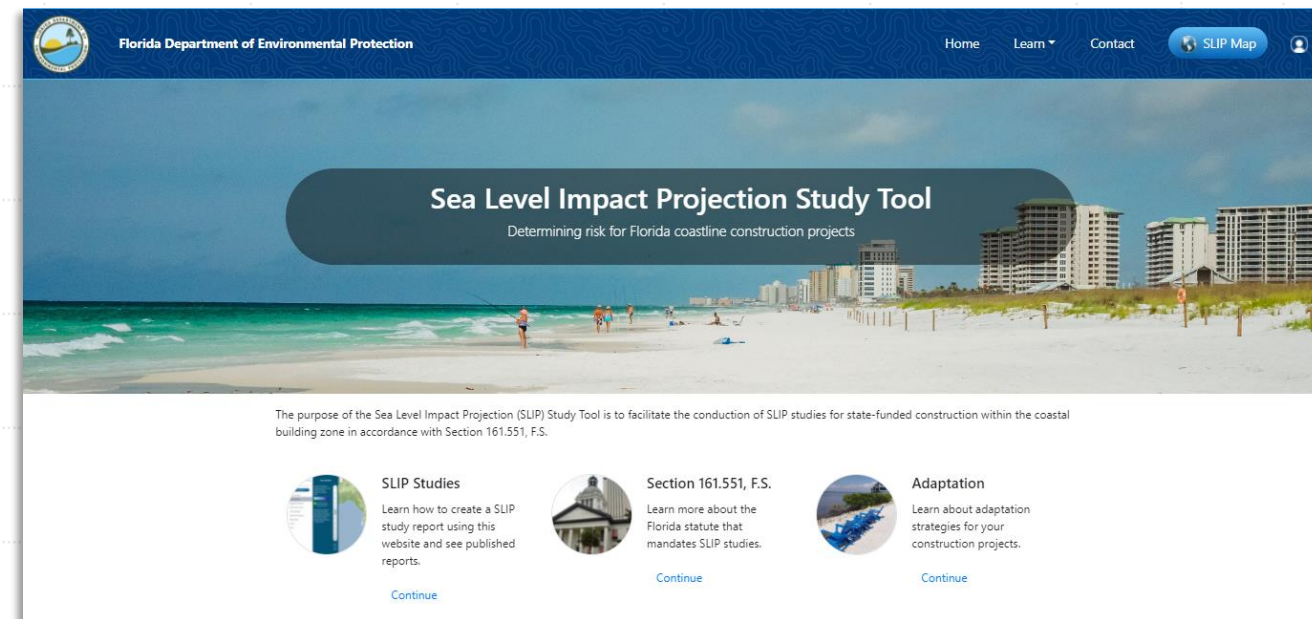 Florida Department of Environmental Protection
Home Learn Contact SLIP Map
Sea Level Impact Projection Study Tool
Determining risk for Florida coastline construction projects
The purpose of the Sea Level Impact Projection (SLIP) Study Tool is to facilitate the conduction of SLIP studies for state-funded construction within the coastal
building zone in accordance with Section 161.551, F.S.
SLIP Studies
Learn how to create a SLIP
study report using this
website and see published
reports.
Continue
Section 161.551, F.S.
Learn more about the
Florida statute that
mandates SLIP studies.
Continue
Adaptation
Learn about adaptation
strategies for your
construction projects.
Continue